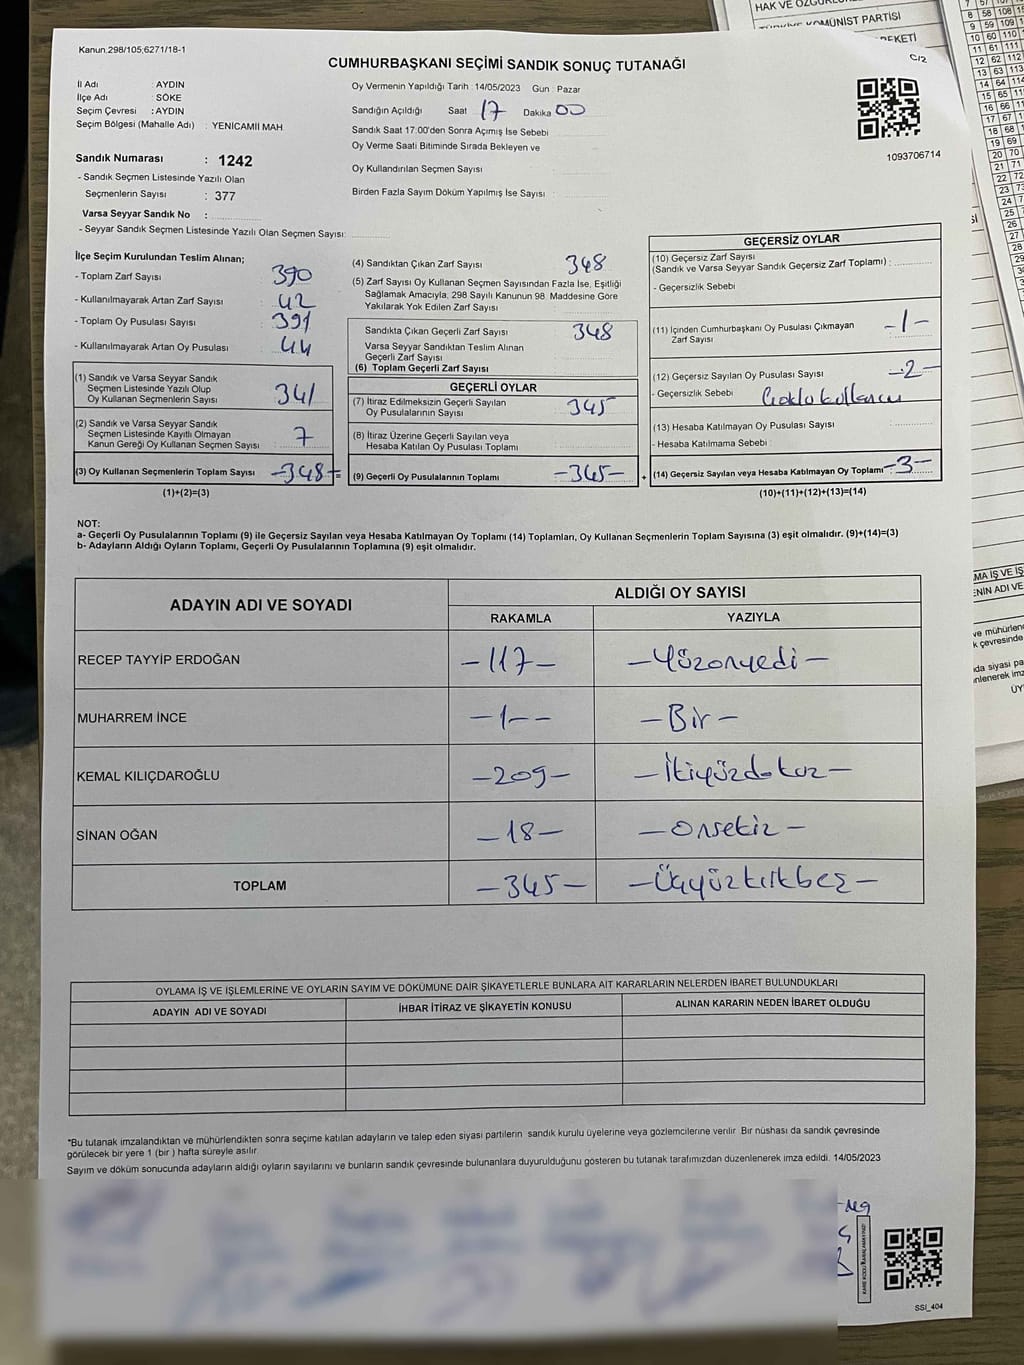 Kanun:298/105;6271/18-1
CUMHURBAŞKANI SEÇİMİ SANDIK SONUÇ TUTANAĞI
C/2
İl Adı : AYDIN
İlçe Adı : SÖKE
Seçim Çevresi : AYDIN
Seçim Bölgesi (Mahalle Adı) : YENİCAMİİ MAH
Sandık Numarası : 1242
- Sandık Seçmen Listesinde Yazılı Olan
Seçmenlerin Sayısı : 377
Varsa Seyyar Sandık No :
- Seyyar Sandık Seçmen Listesinde Yazılı Olan Seçmen Sayısı:
Oy Vermenin Yapıldığı Tarih : 14/05/2023 Gün : Pazar
Sandığın Açıldığı Saat 17 Dakika 00
Sandık Saat 17:00'den Sonra Açımış İse Sebebi
Oy Verme Saati Bitiminde Sırada Bekleyen ve
Oy Kullandırılan Seçmen Sayısı :
Birden Fazla Sayım Döküm Yapılmış İse Sayısı :
1093706714
İlçe Seçim Kurulundan Teslim Alınan;
- Toplam Zarf Sayısı : 390
- Kullanılmayarak Artan Zarf Sayısı : 42
- Toplam Oy Pusulası Sayısı : 391
- Kullanılmayarak Artan Oy Pusulası : 44
(1) Sandık ve Varsa Seyyar Sandık
Seçmen Listesinde Yazılı Olup
Oy Kullanan Seçmenlerin Sayısı : 341
(2) Sandık ve Varsa Seyyar Sandık
Seçmen Listesinde Kayıtlı Olmayan
Kanun Gereği Oy Kullanan Seçmen Sayısı : 7
(3) Oy Kullanan Seçmenlerin Toplam Sayısı -348-
(1)+(2)=(3)
=
(4) Sandıktan Çıkan Zarf Sayısı 348
(5) Zarf Sayısı Oy Kullanan Seçmen Sayısından Fazla İse, Eşitliği
Sağlamak Amacıyla, 298 Sayılı Kanunun 98. Maddesine Göre
Yakılarak Yok Edilen Zarf Sayısı :
Sandıkta Çıkan Geçerli Zarf Sayısı 348
Varsa Seyyar Sandıktan Teslim Alınan
Geçerli Zarf Sayısı
(6) Toplam Geçerli Zarf Sayısı
GEÇERLİ OYLAR
(7) İtiraz Edilmeksizin Geçerli Sayılan
Oy Pusulalarının Sayısı : 345
(8) İtiraz Üzerine Geçerli Sayılan veya
Hesaba Katılan Oy Pusulası Toplamı :
(9) Geçerli Oy Pusulalarının Toplamı -345-
+
GEÇERSİZ OYLAR
(10) Geçersiz Zarf Sayısı
(Sandık ve Varsa Seyyar Sandık Geçersiz Zarf Toplamı) :
- Geçersizlik Sebebi :
(11) İçinden Cumhurbaşkanı Oy Pusulası Çıkmayan
Zarf Sayısı -1-
(12) Geçersiz Sayılan Oy Pusulası Sayısı : -2-
- Geçersizlik Sebebi :
(13) Hesaba Katılmayan Oy Pusulası Sayısı :
- Hesaba Katılmama Sebebi :
(14) Geçersiz Sayılan veya Hesaba Katılmayan Oy Toplamı -3-
(10)+(11)+(12)+(13)=(14)
NOT:
a- Geçerli Oy Pusulalarının Toplamı (9) ile Geçersiz Sayılan veya Hesaba Katılmayan Oy Toplamı (14) Toplamları, Oy Kullanan Seçmenlerin Toplam Sayısına (3) eşit olmalıdır. (9)+(14)=(3)
b- Adayların Aldığı Oyların Toplamı, Geçerli Oy Pusulalarının Toplamına (9) eşit olmalıdır.
ADAYIN ADI VE SOYADI
ALDIĞI OY SAYISI
RAKAMLA YAZIYLA
RECEP TAYYİP ERDOĞAN -117- -Yüzonyedi-
MUHARREM İNCE -1-- -Bir-
KEMAL KILIÇDAROĞLU -209- -İkiyüzdokuz-
SİNAN OĞAN -18- -Onsekiz-
TOPLAM -345- -Üçyüzkırkbeş-
OYLAMA İŞ VE İŞLEMLERİNE VE OYLARIN SAYIM VE DÖKÜMÜNE DAİR ŞİKAYETLERLE BUNLARA AİT KARARLARIN NELERDEN İBARET BULUNDUKLARI
ADAYIN ADI VE SOYADI İHBAR İTİRAZ VE ŞİKAYETİN KONUSU ALINAN KARARIN NEDEN İBARET OLDUĞU
*Bu tutanak imzalandıktan ve mühürlendikten sonra seçime katılan adayların ve talep eden siyasi partilerin sandık kurulu üyelerine veya gözlemcilerine verilir. Bir nüshası da sandık çevresinde
görülecek bir yere 1 (bir ) hafta süreyle asılır.
Sayım ve döküm sonucunda adayların aldığı oyların sayılarını ve bunların sandık çevresinde bulunanlara duyurulduğunu gösteren bu tutanak tarafımızdan düzenlenerek imza edildi. 14/05/2023
KARE KODU KARALAMAYINIZ!
SSI_404
KOMÜNİST PARTİSİ